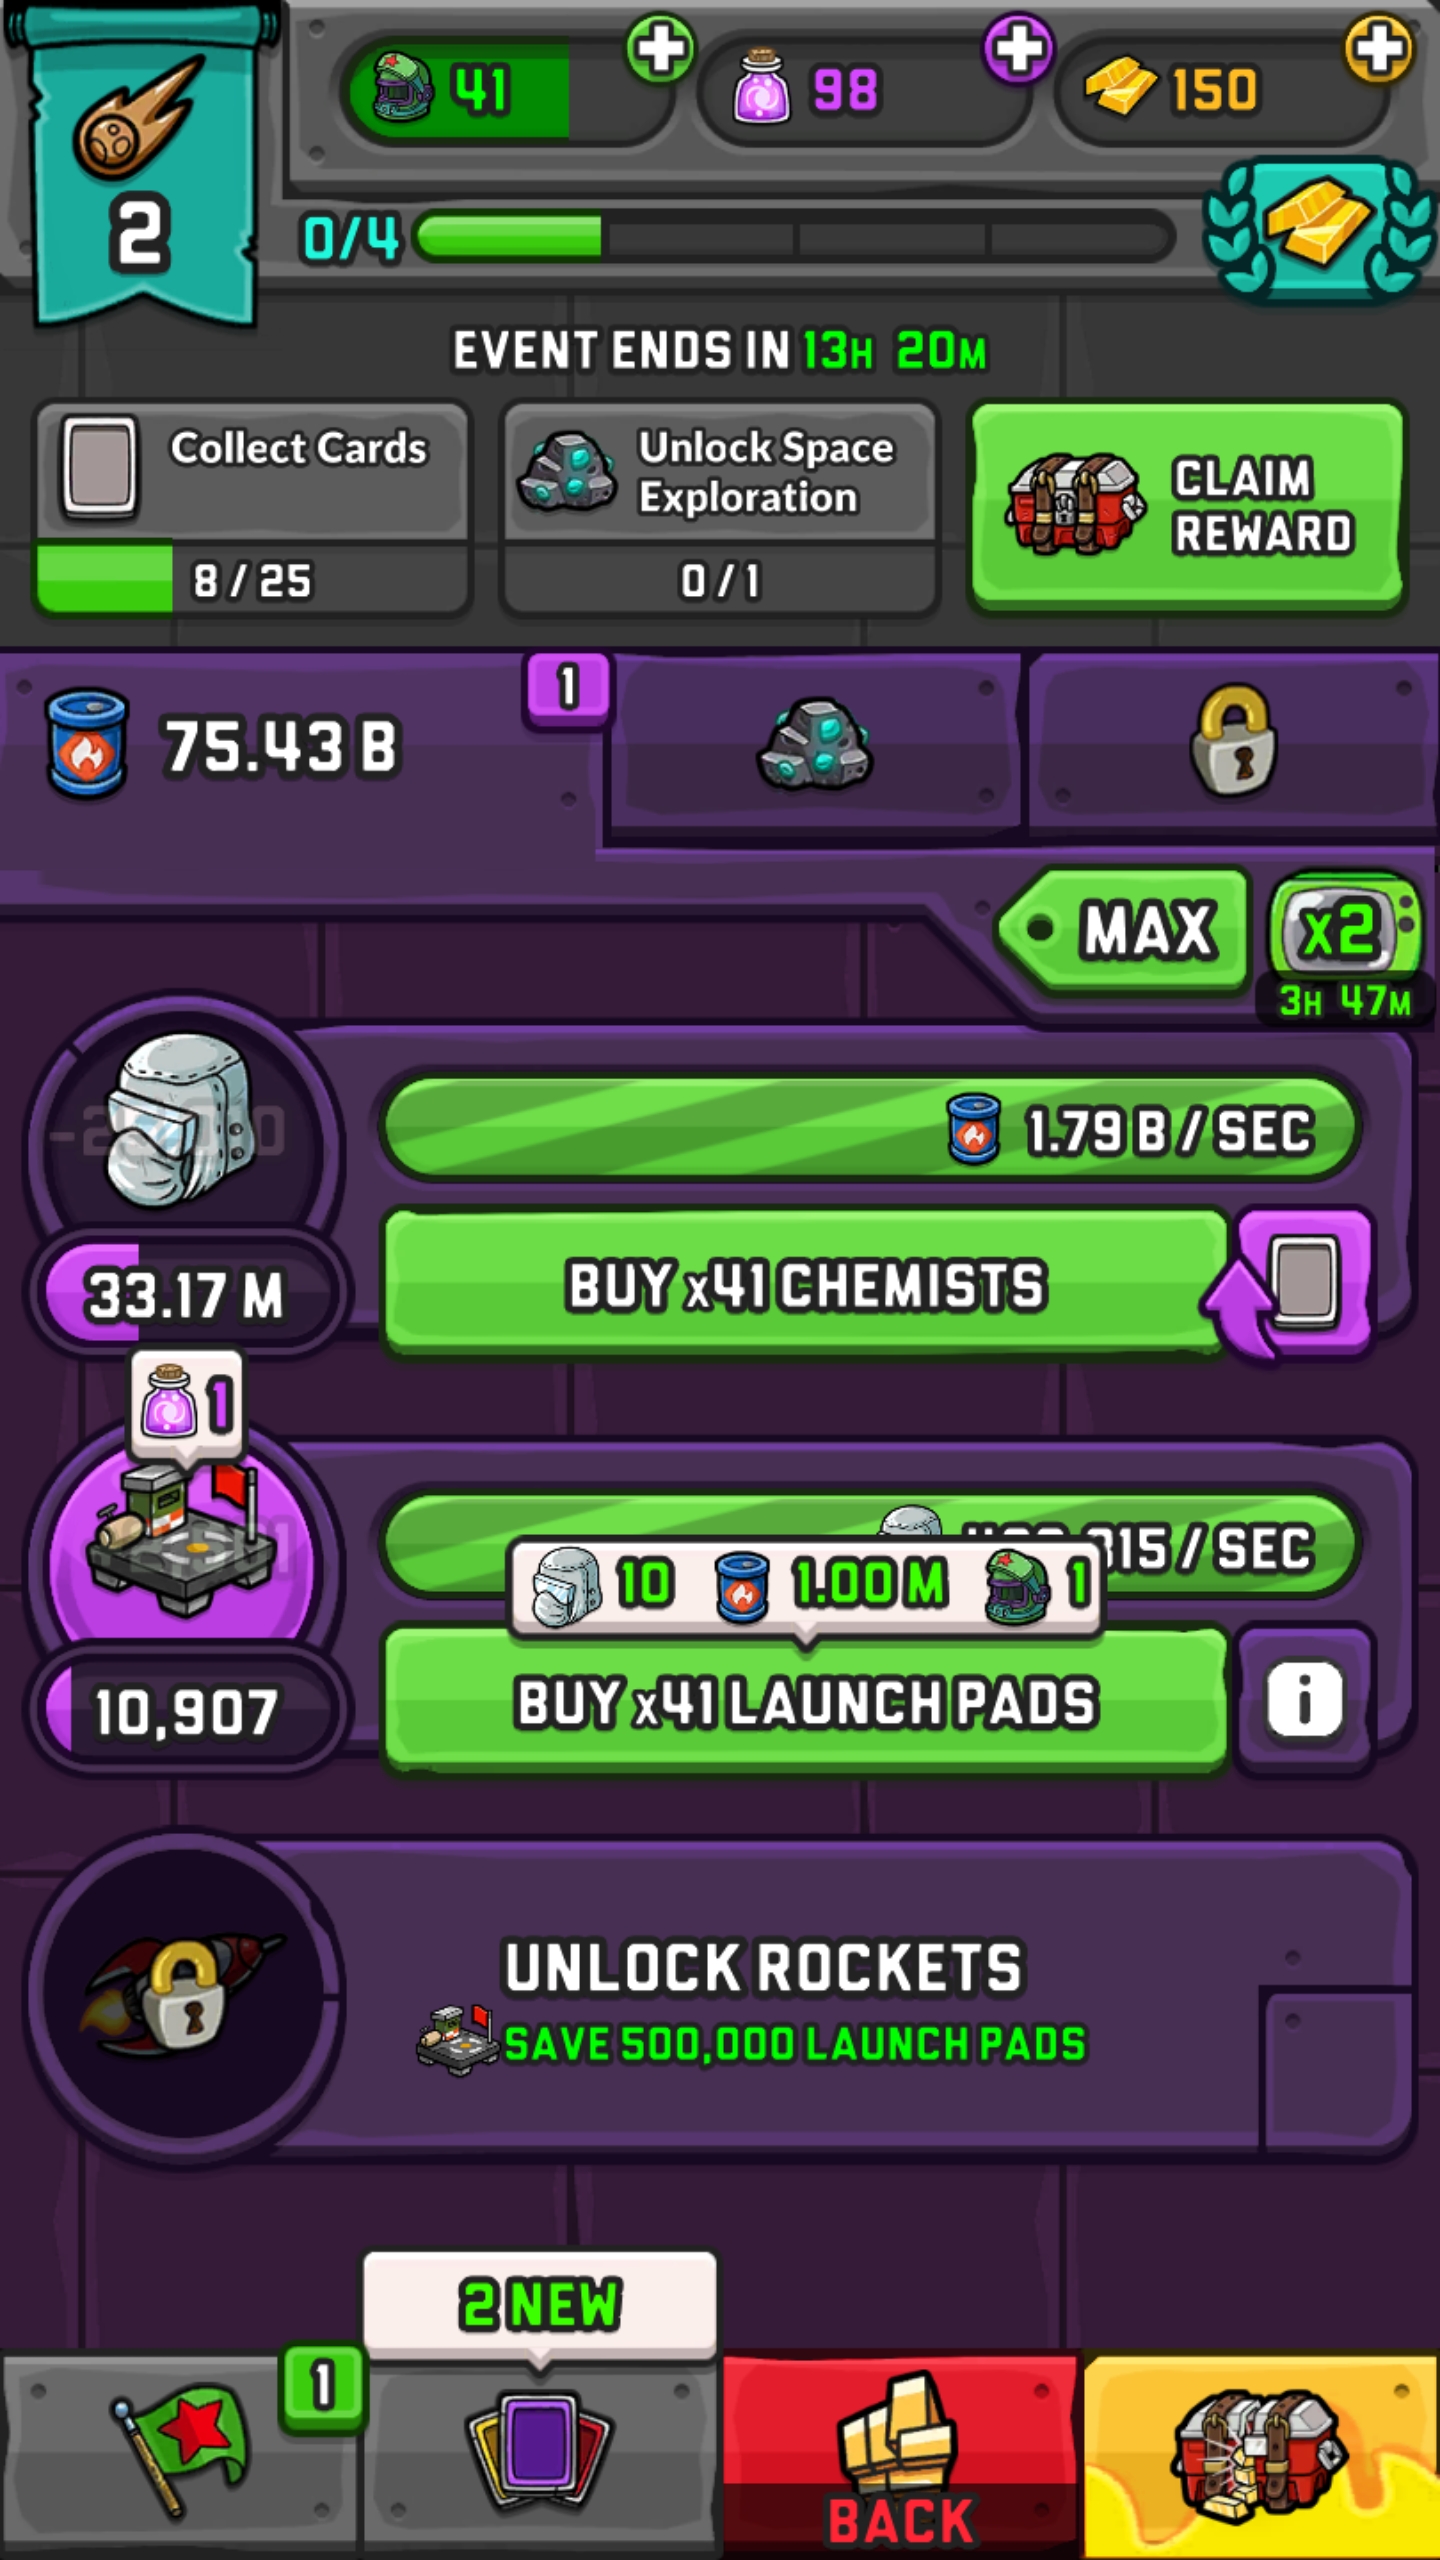 41
98
150
2
0/4
EVENT ENDS IN 13H 20M
Collect Cards
8 / 25
Unlock Space
Exploration
0 / 1
CLAIM
REWARD
75.43 B
1
MAX
x2
3H 47M
1.79 B / SEC
33.17 M
BUY x41 CHEMISTS
1
315 / SEC
10
1.00 M
1
10,907
BUY x41 LAUNCH PADS
i
UNLOCK ROCKETS
SAVE 500,000 LAUNCH PADS
2 NEW
1
BACK